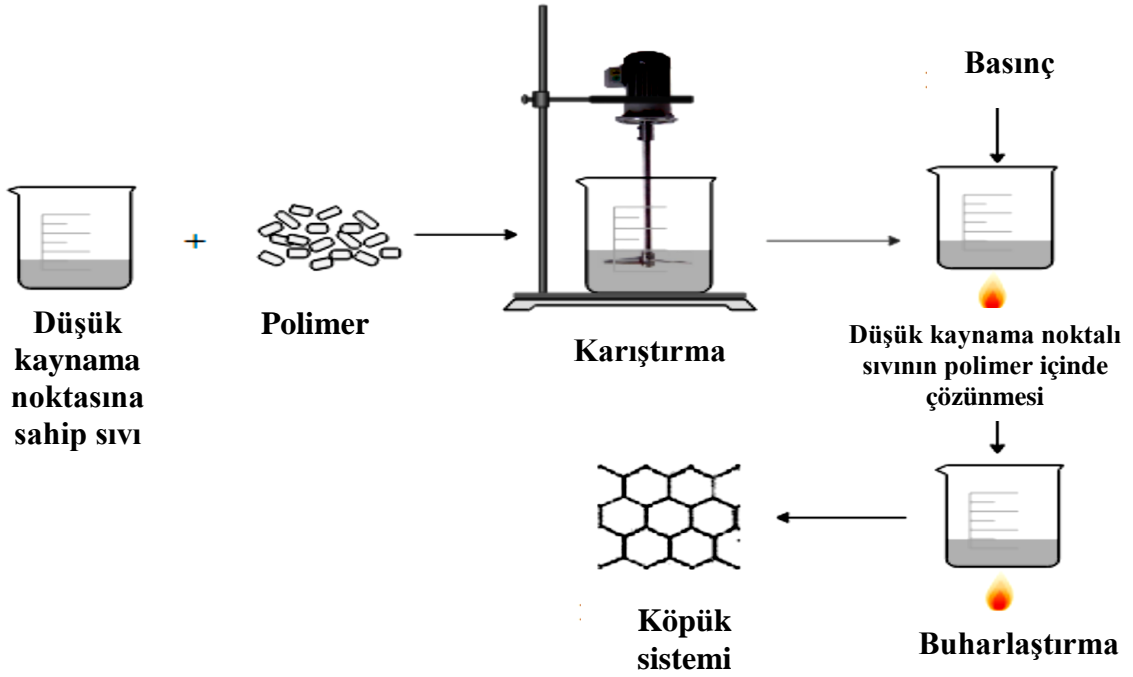 Düşük
kaynama
noktasına
sahip sıvı
+
Polimer
Karıştırma
Basınç
Düşük kaynama noktalı
sıvının polimer içinde
çözünmesi
Buharlaştırma
Köpük
sistemi